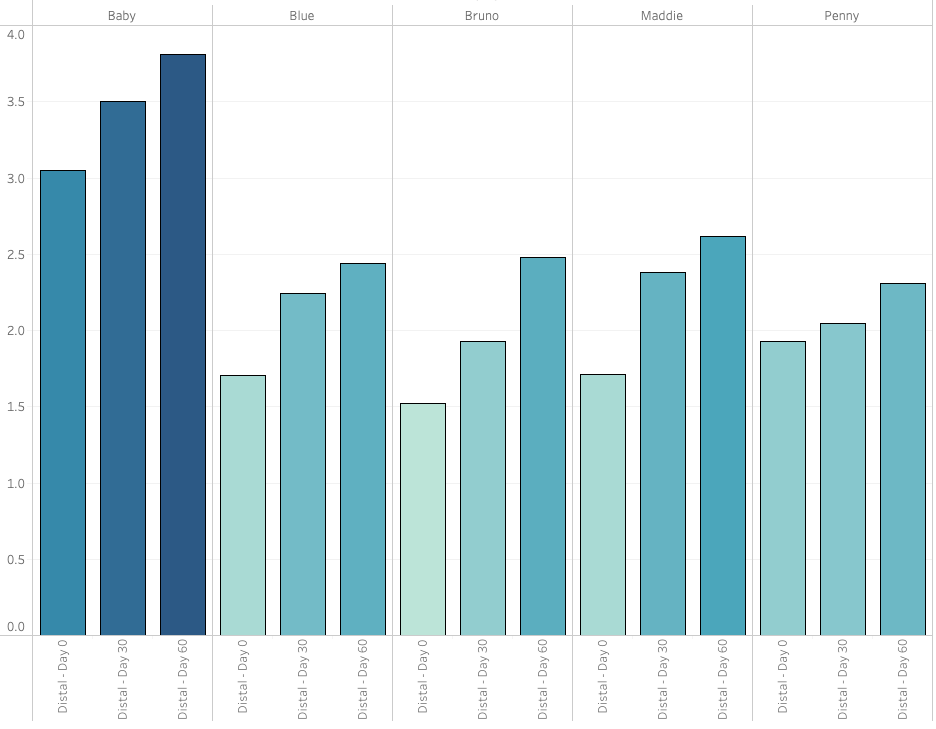 Baby Blue Bruno Maddie Penny
4.0
3.5
3.0
2.5
2.0
1.5
1.0
0.5
0.0
Distal - Day 0
Distal - Day 30
Distal - Day 60
Distal - Day 0
Distal - Day 30
Distal - Day 60
Distal - Day 0
Distal - Day 30
Distal - Day 60
Distal - Day 0
Distal - Day 30
Distal - Day 60
Distal - Day 0
Distal - Day 30
Distal - Day 60